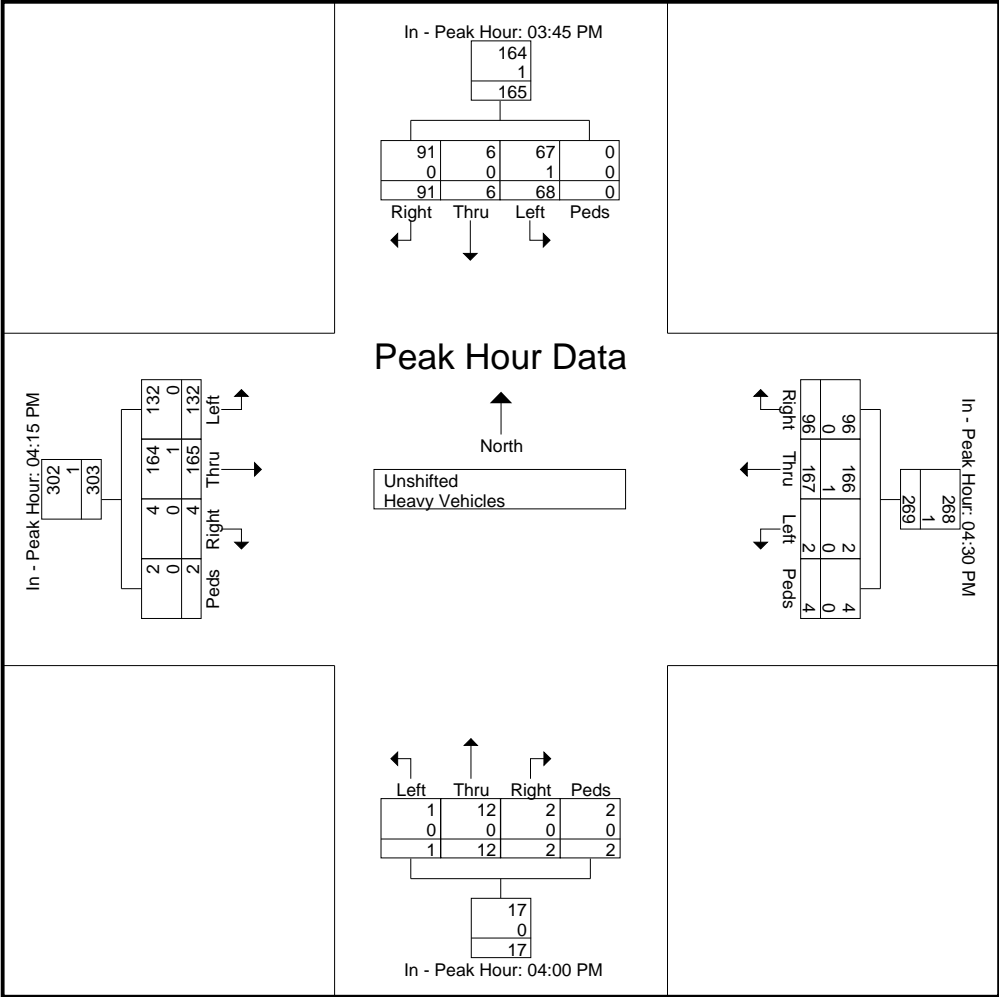 In - Peak Hour: 03:45 PM
164
1
165
91 6 67 0
0 0 1 0
91 6 68 0
Right Thru Left Peds
Peak Hour Data
North
Unshifted
Heavy Vehicles
In - Peak Hour: 04:15 PM
302
1
303
132 0 132 Left
164 1 165 Thru
4 0 4 Right
2 0 2 Peds
Right 96 0 96
Thru 167 1 166
Left 2 0 2
Peds 4 0 4
In - Peak Hour: 04:30 PM
268
1
269
Left Thru Right Peds
1 12 2 2
0 0 0 0
1 12 2 2
17
0
17
In - Peak Hour: 04:00 PM